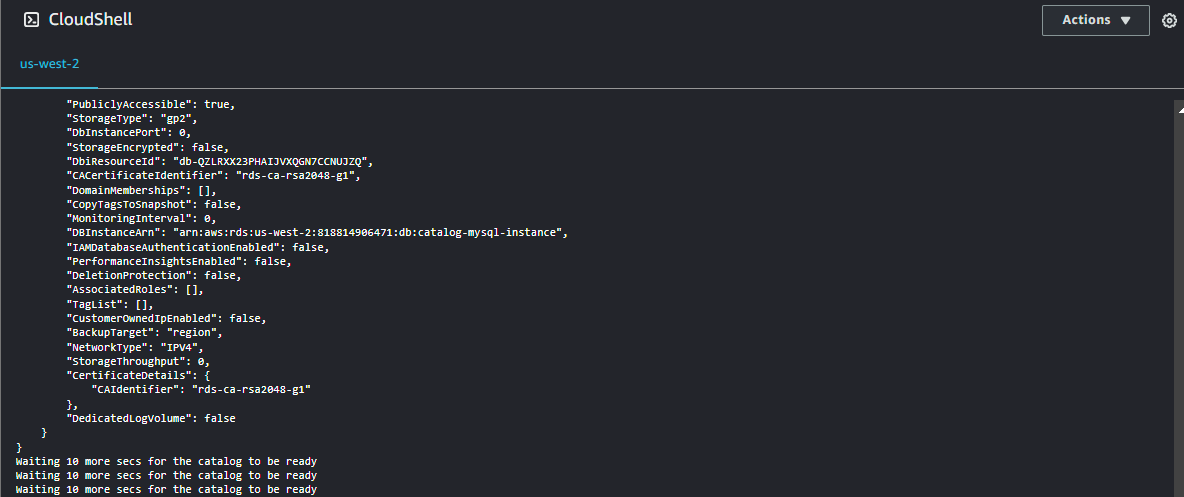 CloudShell
Actions ▼
us-west-2
"PubliclyAccessible": true,
"StorageType": "gp2",
"DbInstancePort": 0,
"StorageEncrypted": false,
"DbiResourceId": "db-QZLRXX23PHAIJVXQGN7CCNUJZQ",
"CACertificateIdentifier": "rds-ca-rsa2048-g1",
"DomainMemberships": [],
"CopyTagsToSnapshot": false,
"MonitoringInterval": 0,
"DBInstanceArn": "arn:aws:rds:us-west-2:818814906471:db:catalog-mysql-instance",
"IAMDatabaseAuthenticationEnabled": false,
"PerformanceInsightsEnabled": false,
"DeletionProtection": false,
"AssociatedRoles": [],
"TagList": [],
"CustomerOwnedIpEnabled": false,
"BackupTarget": "region",
"NetworkType": "IPV4",
"StorageThroughput": 0,
"CertificateDetails": {
"CAIdentifier": "rds-ca-rsa2048-g1"
},
"DedicatedLogVolume": false
}
}
Waiting 10 more secs for the catalog to be ready
Waiting 10 more secs for the catalog to be ready
Waiting 10 more secs for the catalog to be ready